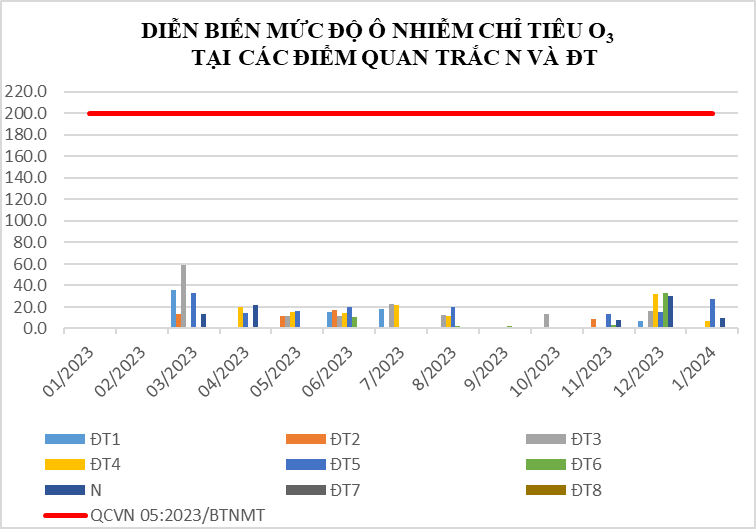 DIỄN BIẾN MỨC ĐỘ Ô NHIỄM CHỈ TIÊU O₃
TẠI CÁC ĐIỂM QUAN TRẮC N VÀ ĐT
220.0
200.0
180.0
160.0
140.0
120.0
100.0
80.0
60.0
40.0
20.0
0.0
01/2023
02/2023
03/2023
04/2023
05/2023
06/2023
7/2023
8/2023
9/2023
10/2023
11/2023
12/2023
1/2024
ĐT1
ĐT2
ĐT3
ĐT4
ĐT5
ĐT6
N
ĐT7
ĐT8
QCVN 05:2023/BTNMT